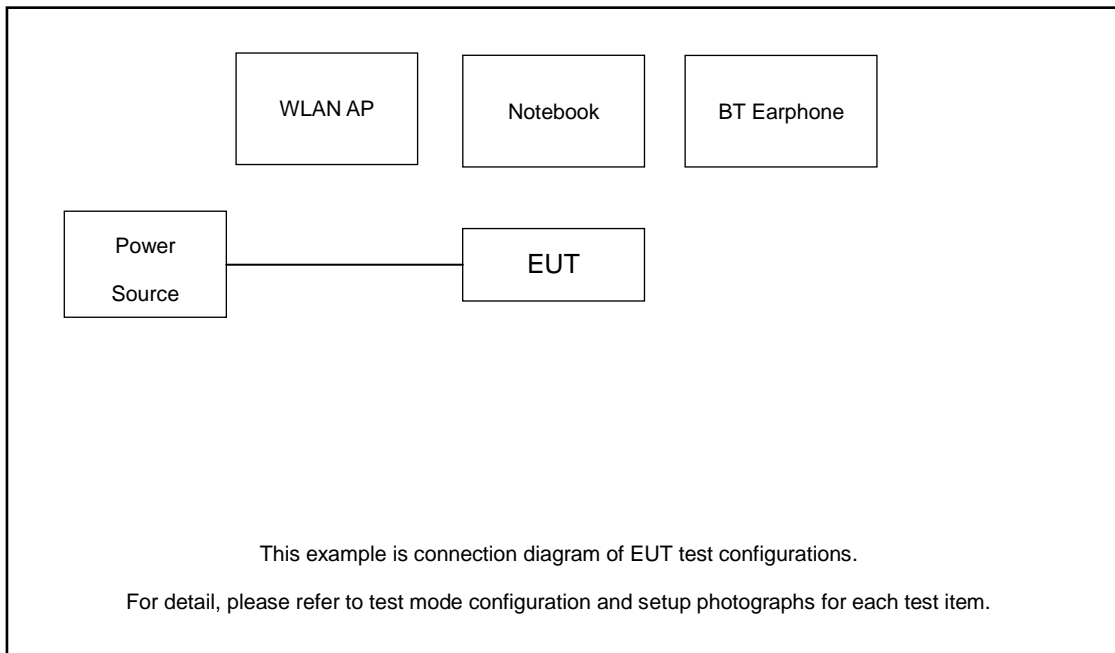 WLAN AP
Notebook
BT Earphone
Power
Source
EUT
This example is connection diagram of EUT test configurations.
For detail, please refer to test mode configuration and setup photographs for each test item.